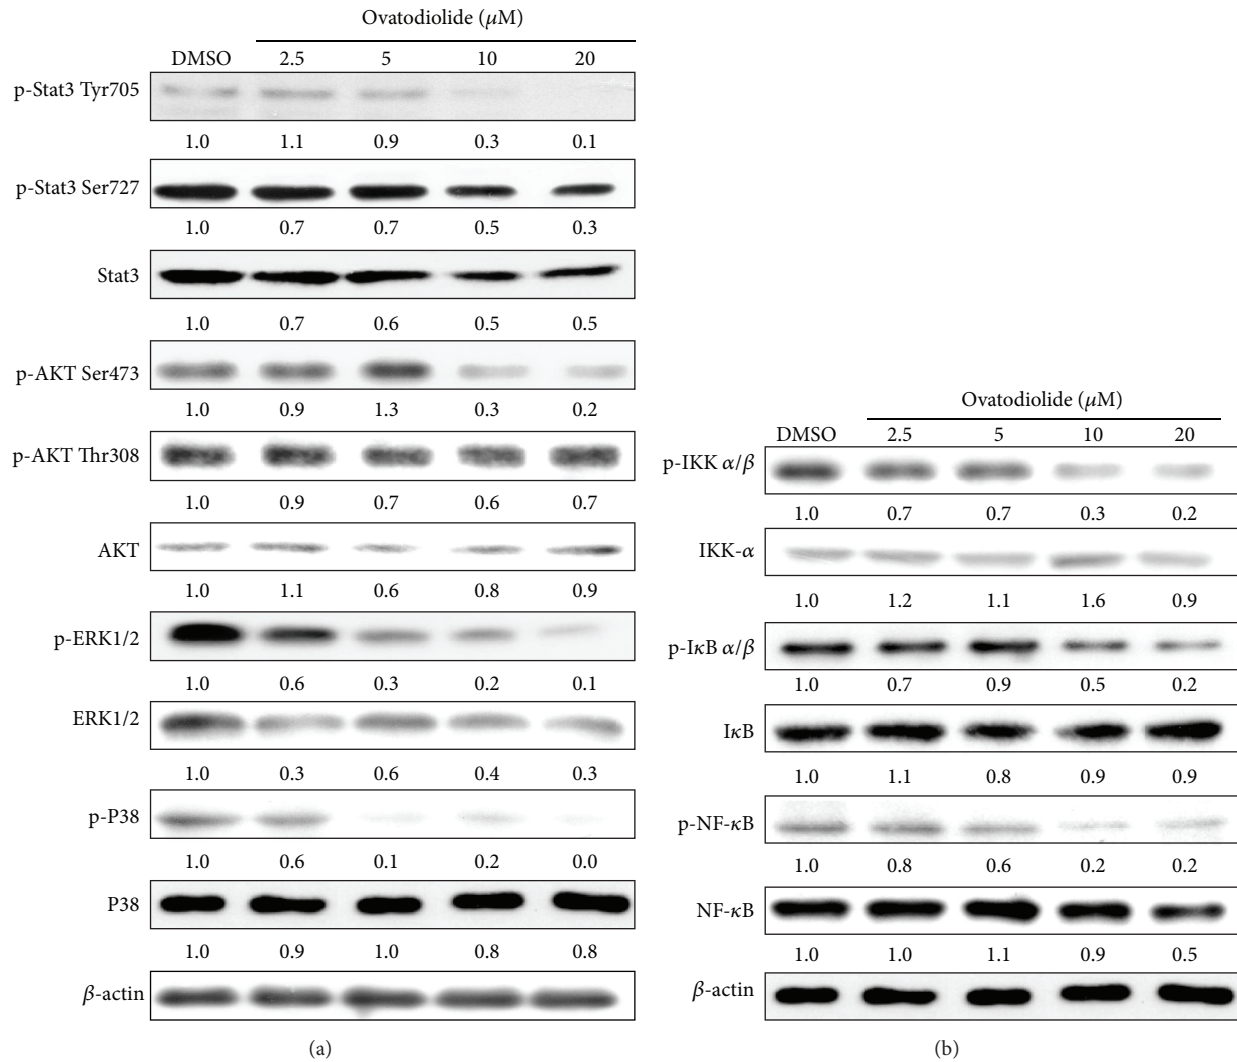 Ovatodiolide (μM)
DMSO 2.5 5 10 20
p-Stat3 Tyr705
1.0 1.1 0.9 0.3 0.1
p-Stat3 Ser727
1.0 0.7 0.7 0.5 0.3
Stat3
1.0 0.7 0.6 0.5 0.5
p-AKT Ser473
1.0 0.9 1.3 0.3 0.2
p-AKT Thr308
1.0 0.9 0.7 0.6 0.7
AKT
1.0 1.1 0.6 0.8 0.9
p-ERK1/2
1.0 0.6 0.3 0.2 0.1
ERK1/2
1.0 0.3 0.6 0.4 0.3
p-P38
1.0 0.6 0.1 0.2 0.0
P38
1.0 0.9 1.0 0.8 0.8
β-actin
(a)
Ovatodiolide (μM)
DMSO 2.5 5 10 20
p-IKK α/β
1.0 0.7 0.7 0.3 0.2
IKK-α
1.0 1.2 1.1 1.6 0.9
p-IκB α/β
1.0 0.7 0.9 0.5 0.2
IκB
1.0 1.1 0.8 0.9 0.9
p-NF-κB
1.0 0.8 0.6 0.2 0.2
NF-κB
1.0 1.0 1.1 0.9 0.5
β-actin
(b)